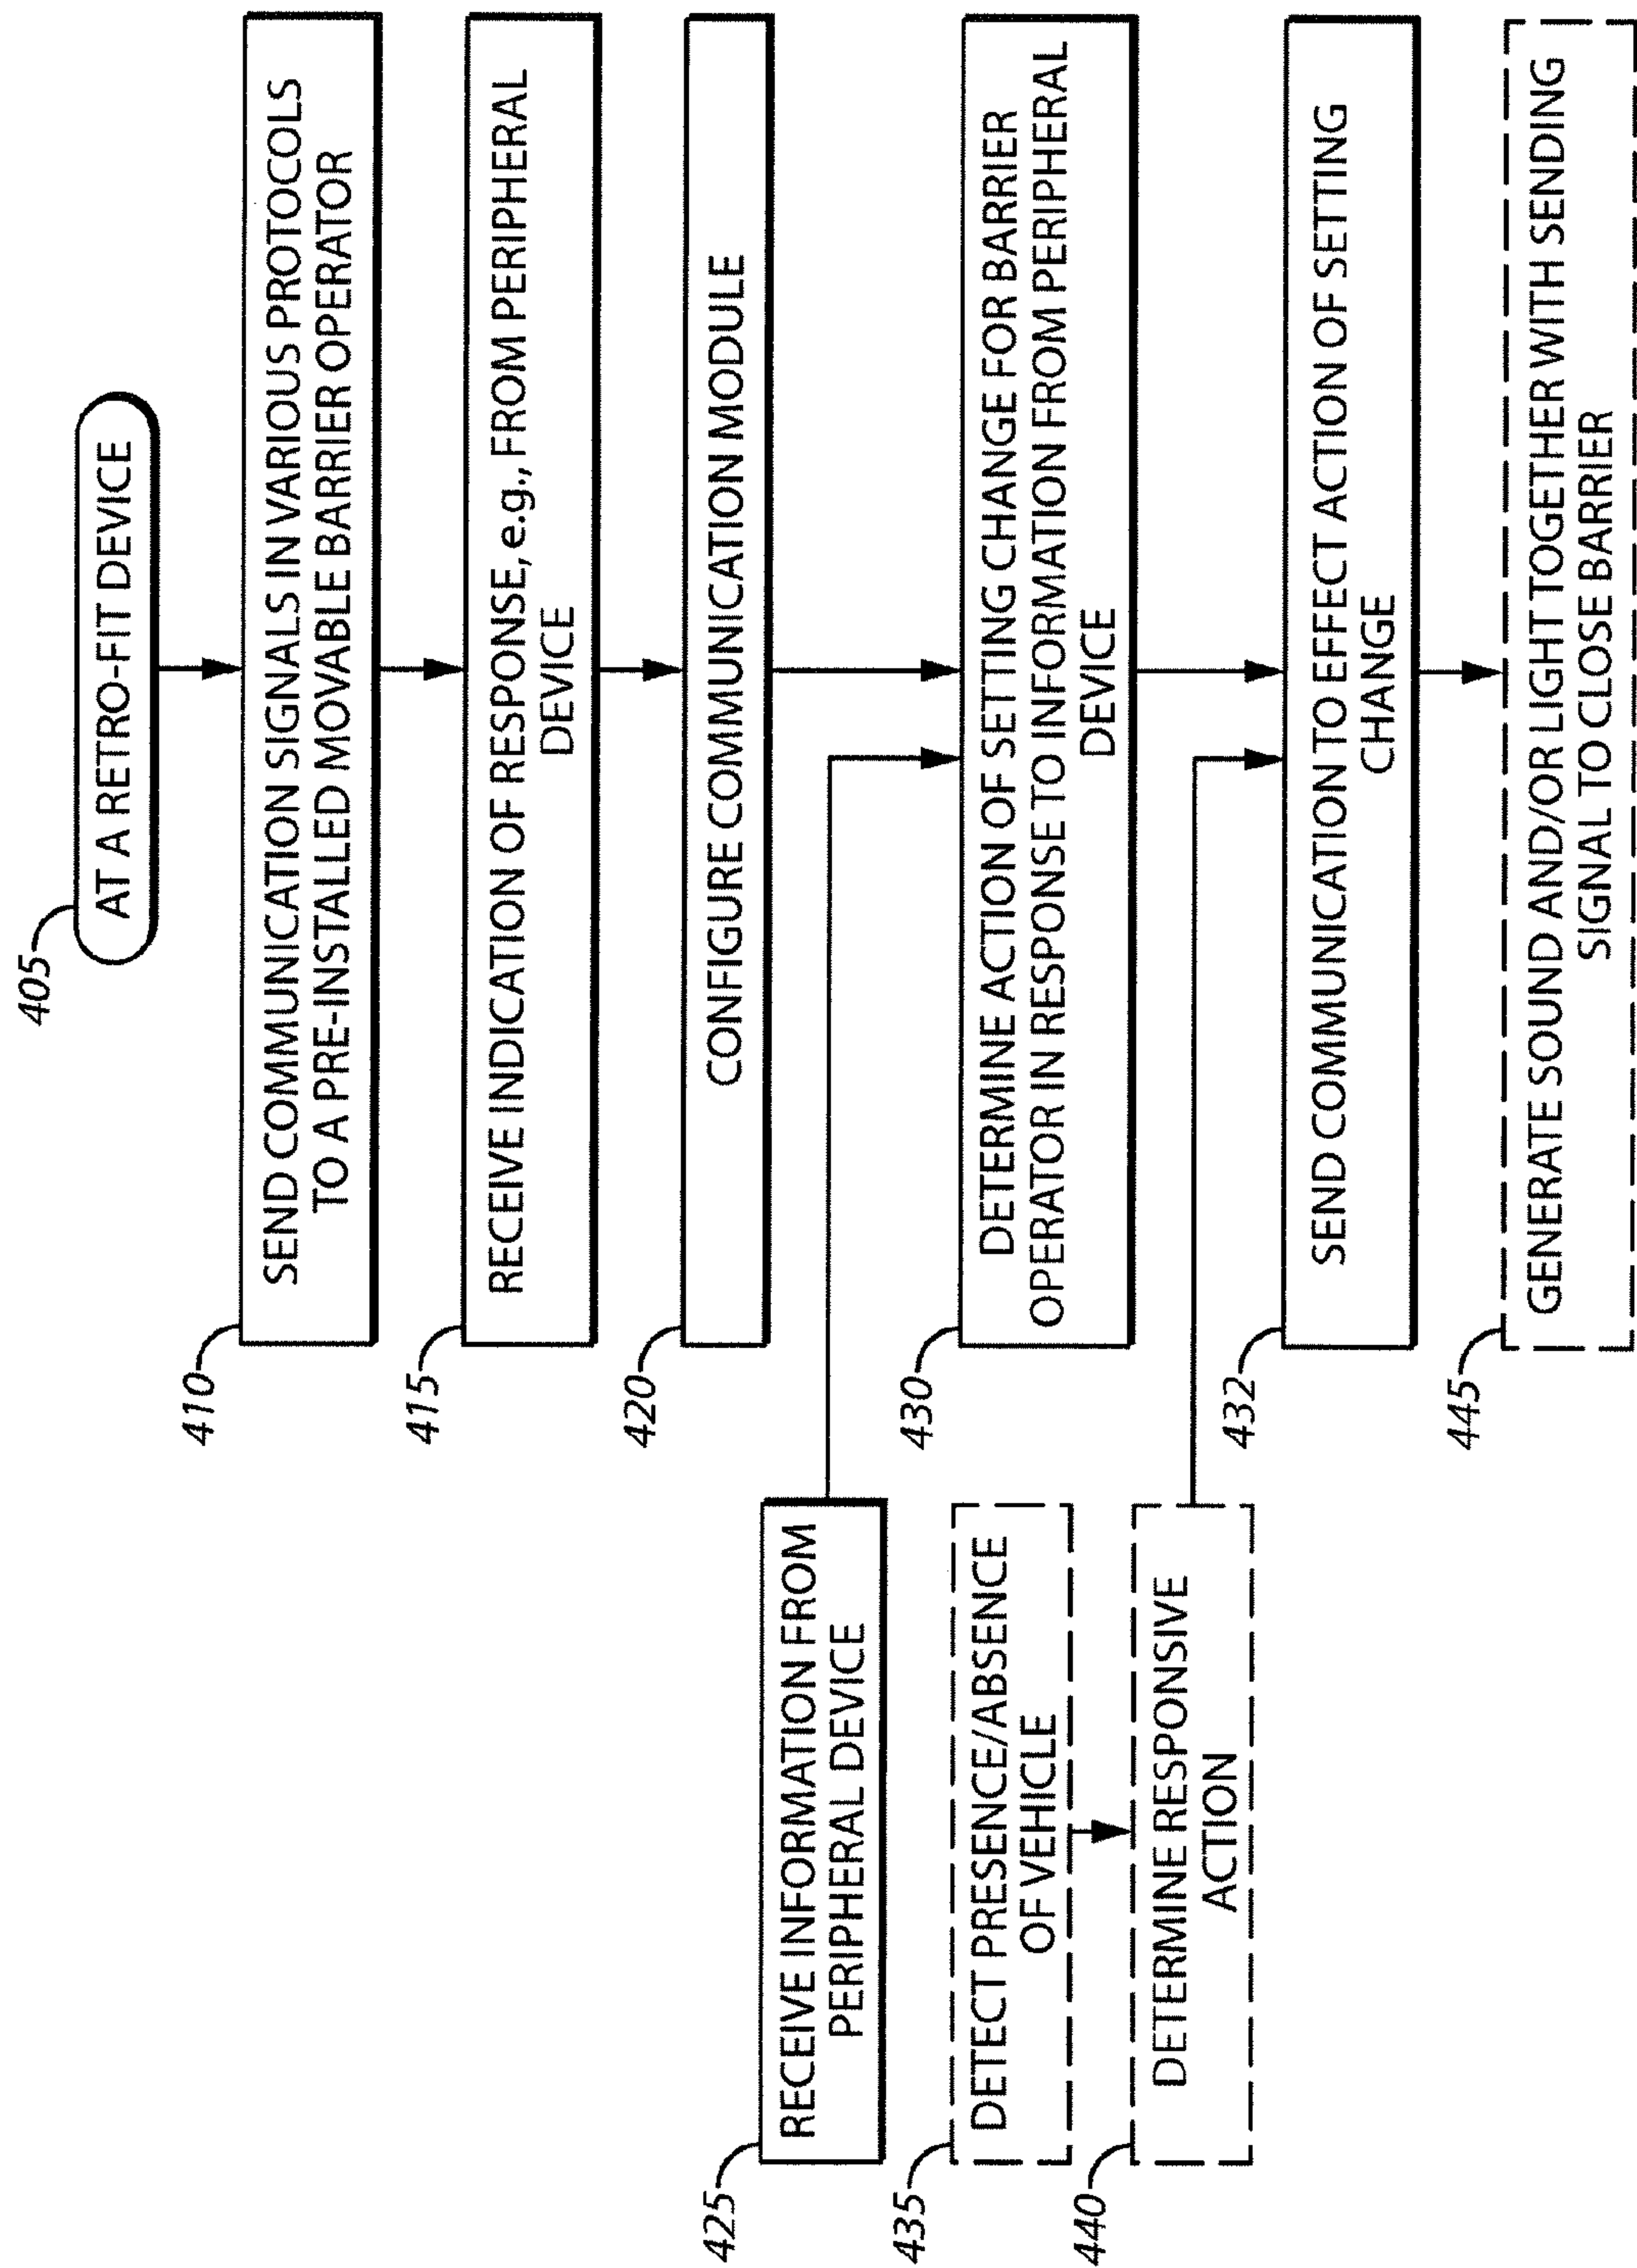 405
AT A RETRO-FIT DEVICE
410
SEND COMMUNICATION SIGNALS IN VARIOUS PROTOCOLS
TO A PRE-INSTALLED MOVABLE BARRIER OPERATOR
415
RECEIVE INDICATION OF RESPONSE, e.g., FROM PERIPHERAL
DEVICE
420
CONFIGURE COMMUNICATION MODULE
425
RECEIVE INFORMATION FROM
PERIPHERAL DEVICE
430
DETERMINE ACTION OF SETTING CHANGE FOR BARRIER
OPERATOR IN RESPONSE TO INFORMATION FROM PERIPHERAL
DEVICE
435
DETECT PRESENCE/ABSENCE
OF VEHICLE
440
DETERMINE RESPONSIVE
ACTION
432
SEND COMMUNICATION TO EFFECT ACTION OF SETTING
CHANGE
445
GENERATE SOUND AND/OR LIGHT TOGETHER WITH SENDING
SIGNAL TO CLOSE BARRIER